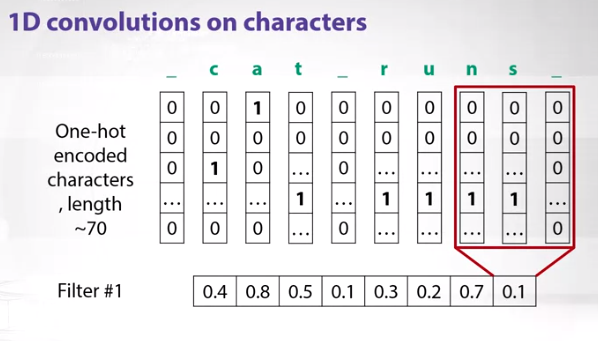 1D convolutions on characters
_ c a t _ r u n s _
0 0 1 0 0 0 0 0 0 0
One-hot
encoded
characters
, length
~70
0 0 0 0 0 0 0 0 0 0
0 1 0 ... 0 ... ... ... ... 0
... ... ... 1 ... 1 1 1 1 ...
0 0 0 ... 0 ... ... ... ... 0
Filter #1
0.4 0.8 0.5 0.1 0.3 0.2 0.7 0.1